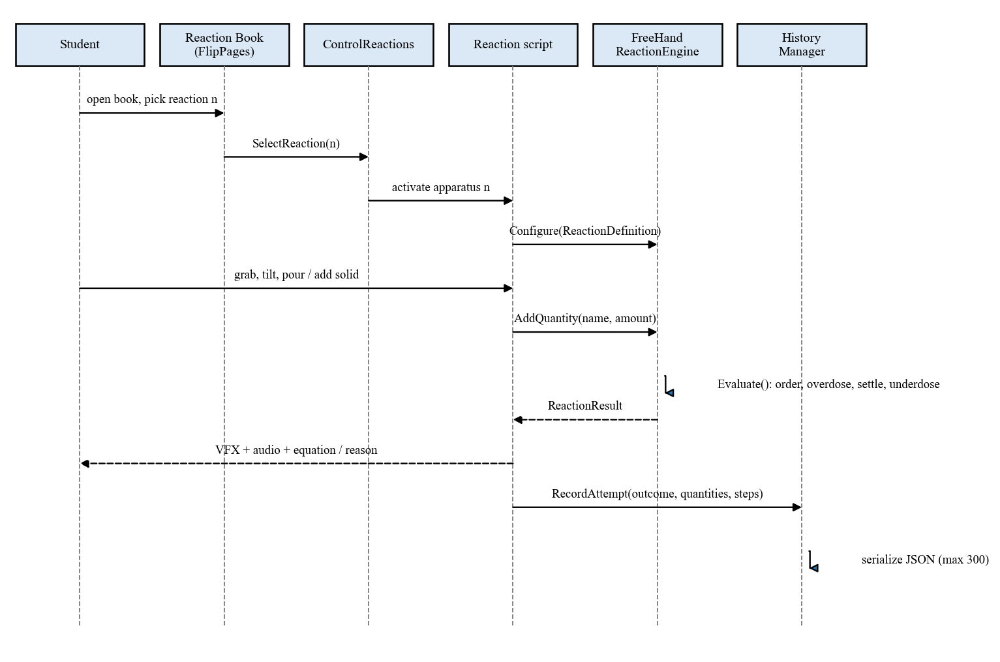 Student
Reaction Book
(FlipPages)
ControlReactions
Reaction script
FreeHand
ReactionEngine
History
Manager
open book, pick reaction n
SelectReaction(n)
activate apparatus n
Configure(ReactionDefinition)
grab, tilt, pour / add solid
AddQuantity(name, amount)
Evaluate(): order, overdose, settle, underdose
ReactionResult
VFX + audio + equation / reason
RecordAttempt(outcome, quantities, steps)
serialize JSON (max 300)